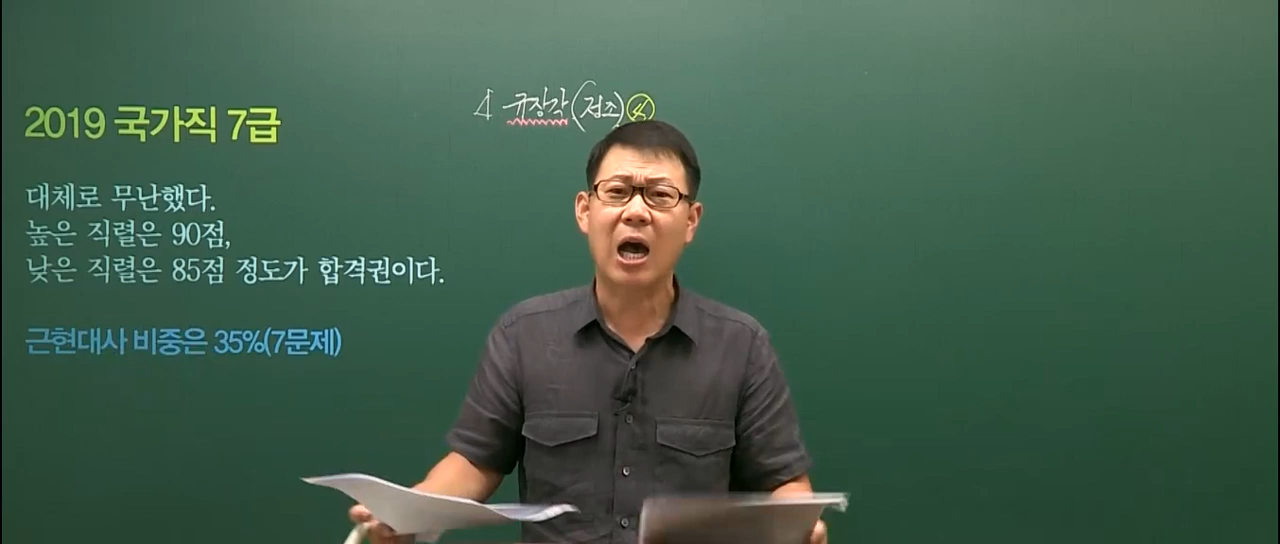 2019 국가직 7급
4 규장각 (정조)
대체로 무난했다.
높은 직렬은 90점,
낮은 직렬은 85점 정도가 합격권이다.
근현대사 비중은 35%(7문제)